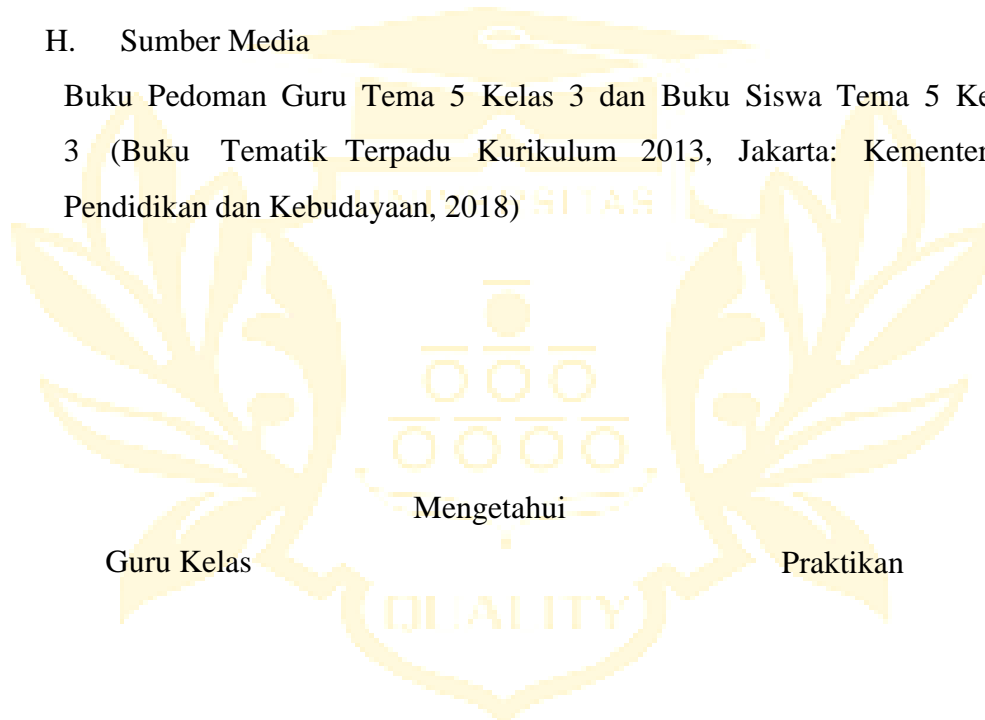 H. Sumber Media
Buku Pedoman Guru Tema 5 Kelas 3 dan Buku Siswa Tema 5 Ke
3 (Buku Tematik Terpadu Kurikulum 2013, Jakarta: Kementer
Pendidikan dan Kebudayaan, 2018)
Mengetahui
Guru Kelas Praktikan
QUALITY